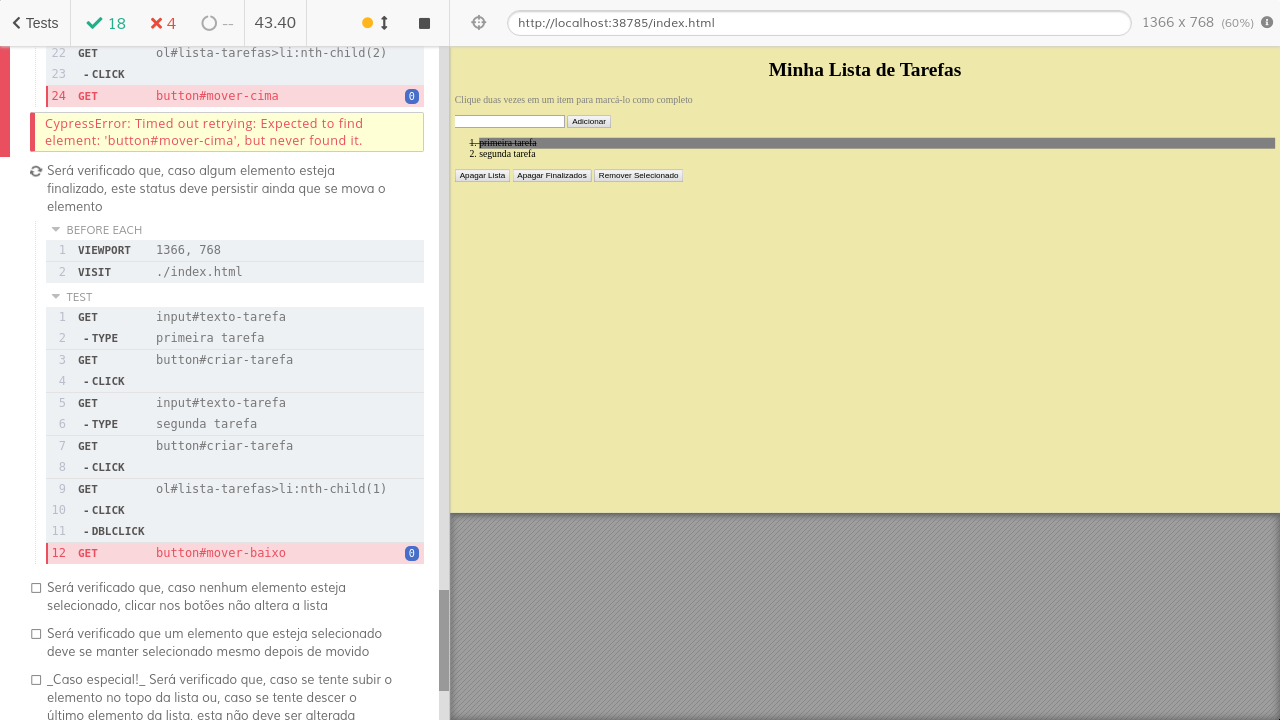 Tests
18
4
--
43.40
http://localhost:38785/index.html
1366 x 768 (60%)
22 GET ol#lista-tarefas>li:nth-child(2)
23 - CLICK
24 GET button#mover-cima 0
CypressError: Timed out retrying: Expected to find
element: 'button#mover-cima', but never found it.
Será verificado que, caso algum elemento esteja
finalizado, este status deve persistir ainda que se mova o
elemento
BEFORE EACH
1 VIEWPORT 1366, 768
2 VISIT ./index.html
TEST
1 GET input#texto-tarefa
2 - TYPE primeira tarefa
3 GET button#criar-tarefa
4 - CLICK
5 GET input#texto-tarefa
6 - TYPE segunda tarefa
7 GET button#criar-tarefa
8 - CLICK
9 GET ol#lista-tarefas>li:nth-child(1)
10 - CLICK
11 - DBLCLICK
12 GET button#mover-baixo 0
Será verificado que, caso nenhum elemento esteja
selecionado, clicar nos botões não altera a lista
Será verificado que um elemento que esteja selecionado
deve se manter selecionado mesmo depois de movido
_Caso especial!_ Será verificado que, caso se tente subir o
elemento no topo da lista ou, caso se tente descer o
último elemento da lista, esta não deve ser alterada
Minha Lista de Tarefas
Clique duas vezes em um item para marcá-lo como completo
Adicionar
1. primeira tarefa
2. segunda tarefa
Apagar Lista Apagar Finalizados Remover Selecionado